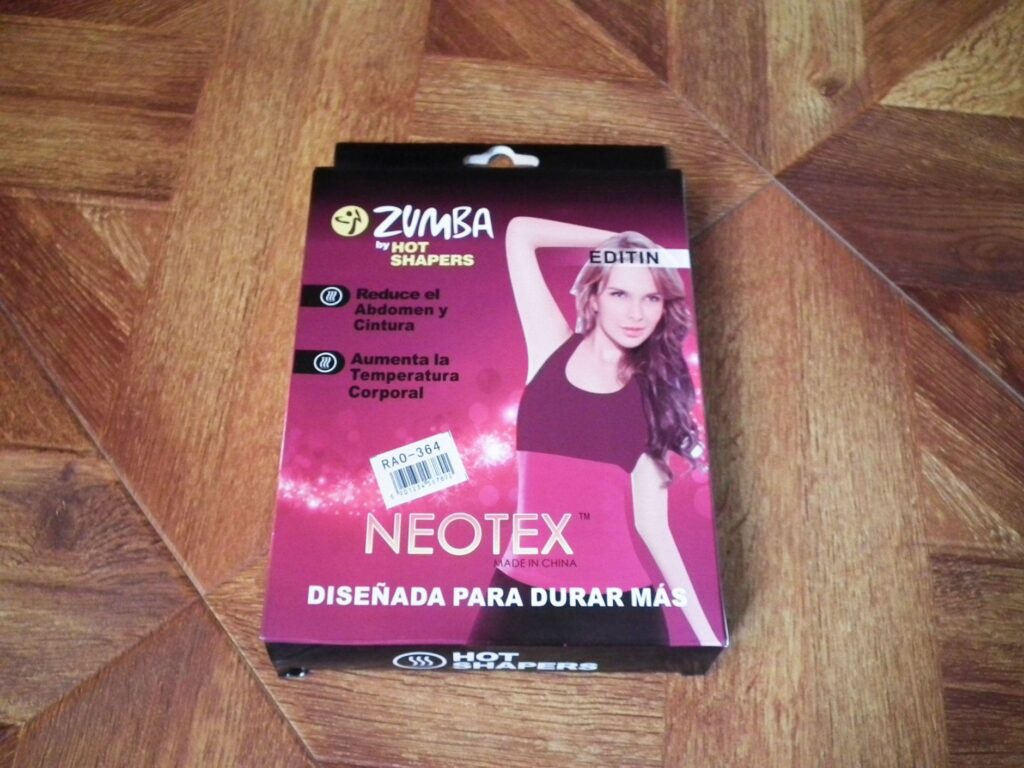 ZUMBA
by HOT
SHAPERS
EDITIN
Reduce el
Abdomen y
Cintura
Aumenta la
Temperatura
Corporal
RAO-364
NEOTEX™
MADE IN CHINA
DISEÑADA PARA DURAR MÁS
HOT
SHAPERS